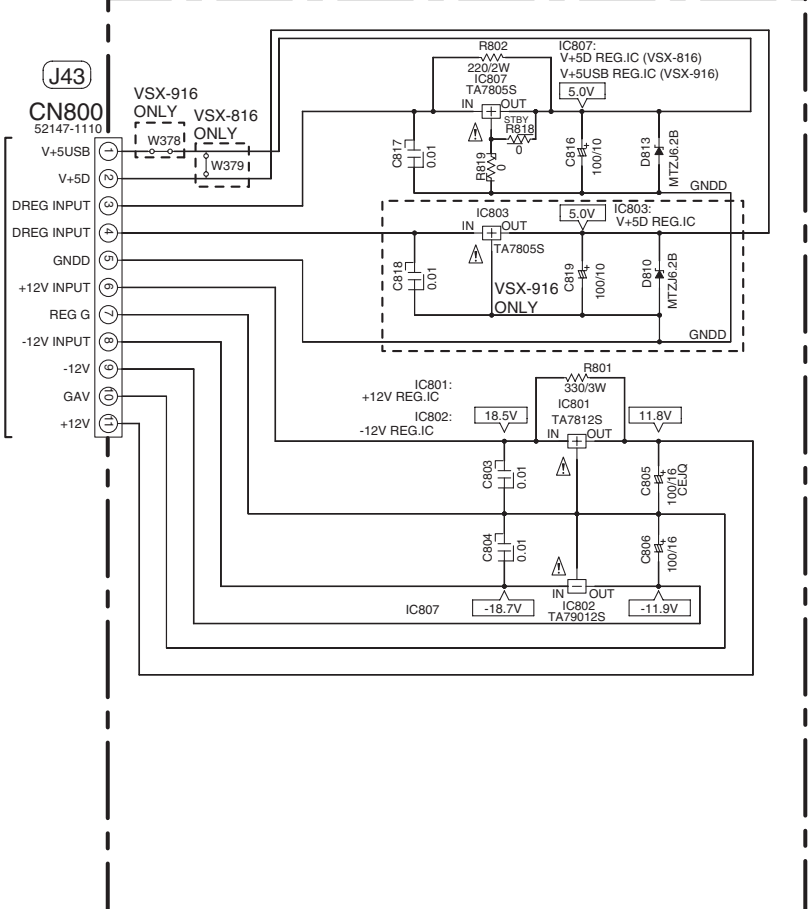 J43
CN800
52147-1110
VSX-916
ONLY
W378
VSX-816
ONLY
W379
V+5USB 1
V+5D 2
DREG INPUT 3
DREG INPUT 4
GNDD 5
+12V INPUT 6
REG G 7
-12V INPUT 8
-12V 9
GAV 10
+12V 11
R802
220/2W
IC807
TA7805S
IN + OUT
IC807:
V+5D REG.IC (VSX-816)
V+5USB REG.IC (VSX-916)
5.0V
STBY
R818
0
R819
0
C817
0.01
C816
100/10
D813
MTZJ6.2B
GNDD
IC803
IN + OUT
TA7805S
5.0V
IC803:
V+5D REG.IC
C818
0.01
VSX-916
ONLY
C819
100/10
D810
MTZJ6.2B
GNDD
IC801:
+12V REG.IC
IC802:
-12V REG.IC
R801
330/3W
IC801
TA7812S
IN + OUT
18.5V
11.8V
C803
0.01
C805
100/16
CEJQ
C804
0.01
C806
100/16
IN - OUT
IC802
TA79012S
IC807
-18.7V
-11.9V